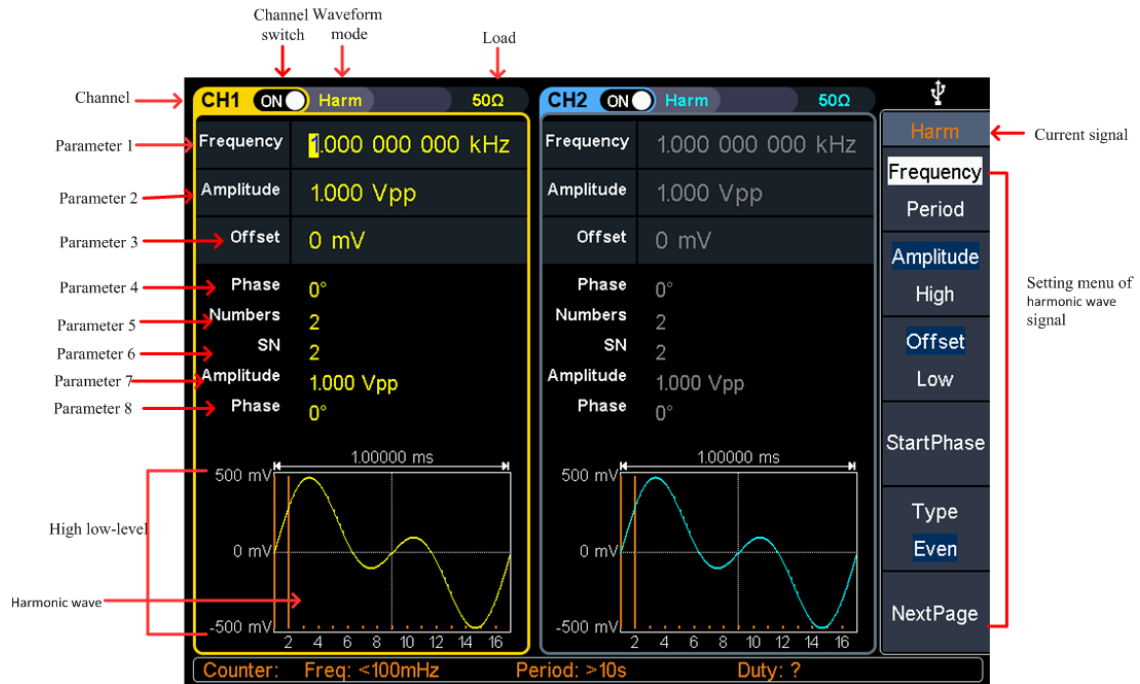 Channel Waveform
switch mode
Load
Channel
CH1 ON Harm 50Ω
CH2 ON Harm 50Ω
Harm
Current signal
Parameter 1
Frequency 1.000 000 000 kHz
Frequency 1.000 000 000 kHz
Frequency
Period
Parameter 2
Amplitude 1.000 Vpp
Amplitude 1.000 Vpp
Parameter 3
Offset 0 mV
Offset 0 mV
Amplitude
High
Parameter 4
Phase 0°
Phase 0°
Setting menu of
harmonic wave
signal
Parameter 5
Numbers 2
Numbers 2
Parameter 6
SN 2
SN 2
Offset
Low
Parameter 7
Amplitude 1.000 Vpp
Amplitude 1.000 Vpp
Parameter 8
Phase 0°
Phase 0°
StartPhase
1.00000 ms
1.00000 ms
500 mV
500 mV
High low-level
0 mV
0 mV
Type
Even
Harmonic wave
-500 mV
-500 mV
2 4 6 8 10 12 14 16
2 4 6 8 10 12 14 16
NextPage
Counter: Freq: <100mHz Period: >10s Duty: ?